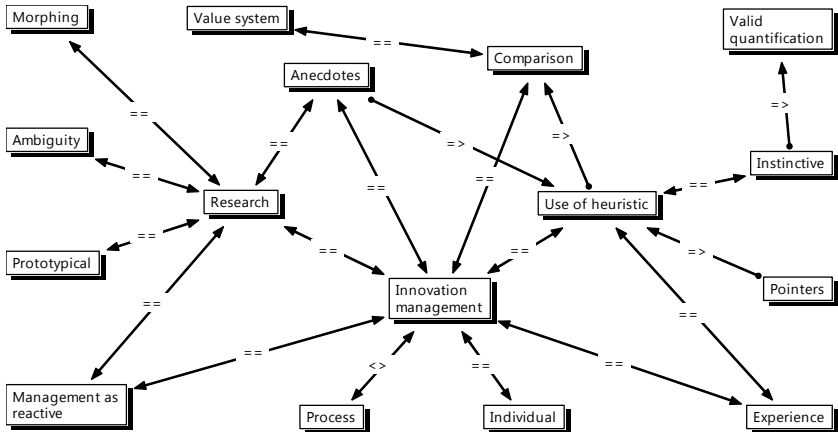 Morphing
Value system
Valid
quantification
==
Comparison
Anecdotes
=>
==
==
=>
=>
Ambiguity
==
Instinctive
==
==
==
==
Research
Use of heuristic
==
==
==
=>
Prototypical
Innovation
management
Pointers
==
==
==
<>
==
==
Management as
reactive
Process
Individual
Experience